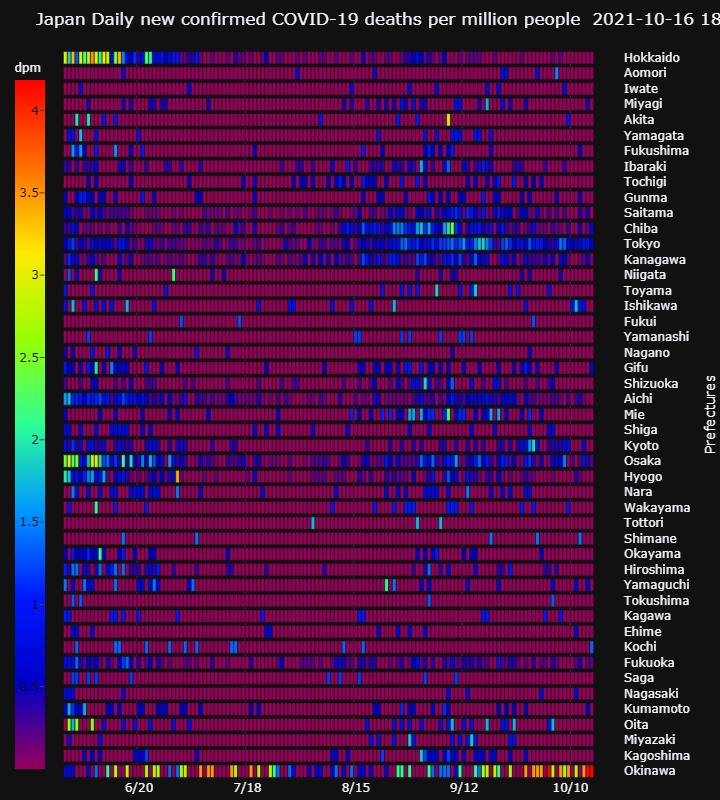 Japan Daily new confirmed COVID-19 deaths per million people 2021-10-16 18
dpm
4
3.5
3
2.5
2
1.5
1
0.5
Hokkaido
Aomori
Iwate
Miyagi
Akita
Yamagata
Fukushima
Ibaraki
Tochigi
Gunma
Saitama
Chiba
Tokyo
Kanagawa
Niigata
Toyama
Ishikawa
Fukui
Yamanashi
Nagano
Gifu
Shizuoka
Aichi
Mie
Shiga
Kyoto
Osaka
Hyogo
Nara
Wakayama
Tottori
Shimane
Okayama
Hiroshima
Yamaguchi
Tokushima
Kagawa
Ehime
Kochi
Fukuoka
Saga
Nagasaki
Kumamoto
Oita
Miyazaki
Kagoshima
Okinawa
Prefectures
6/20 7/18 8/15 9/12 10/10